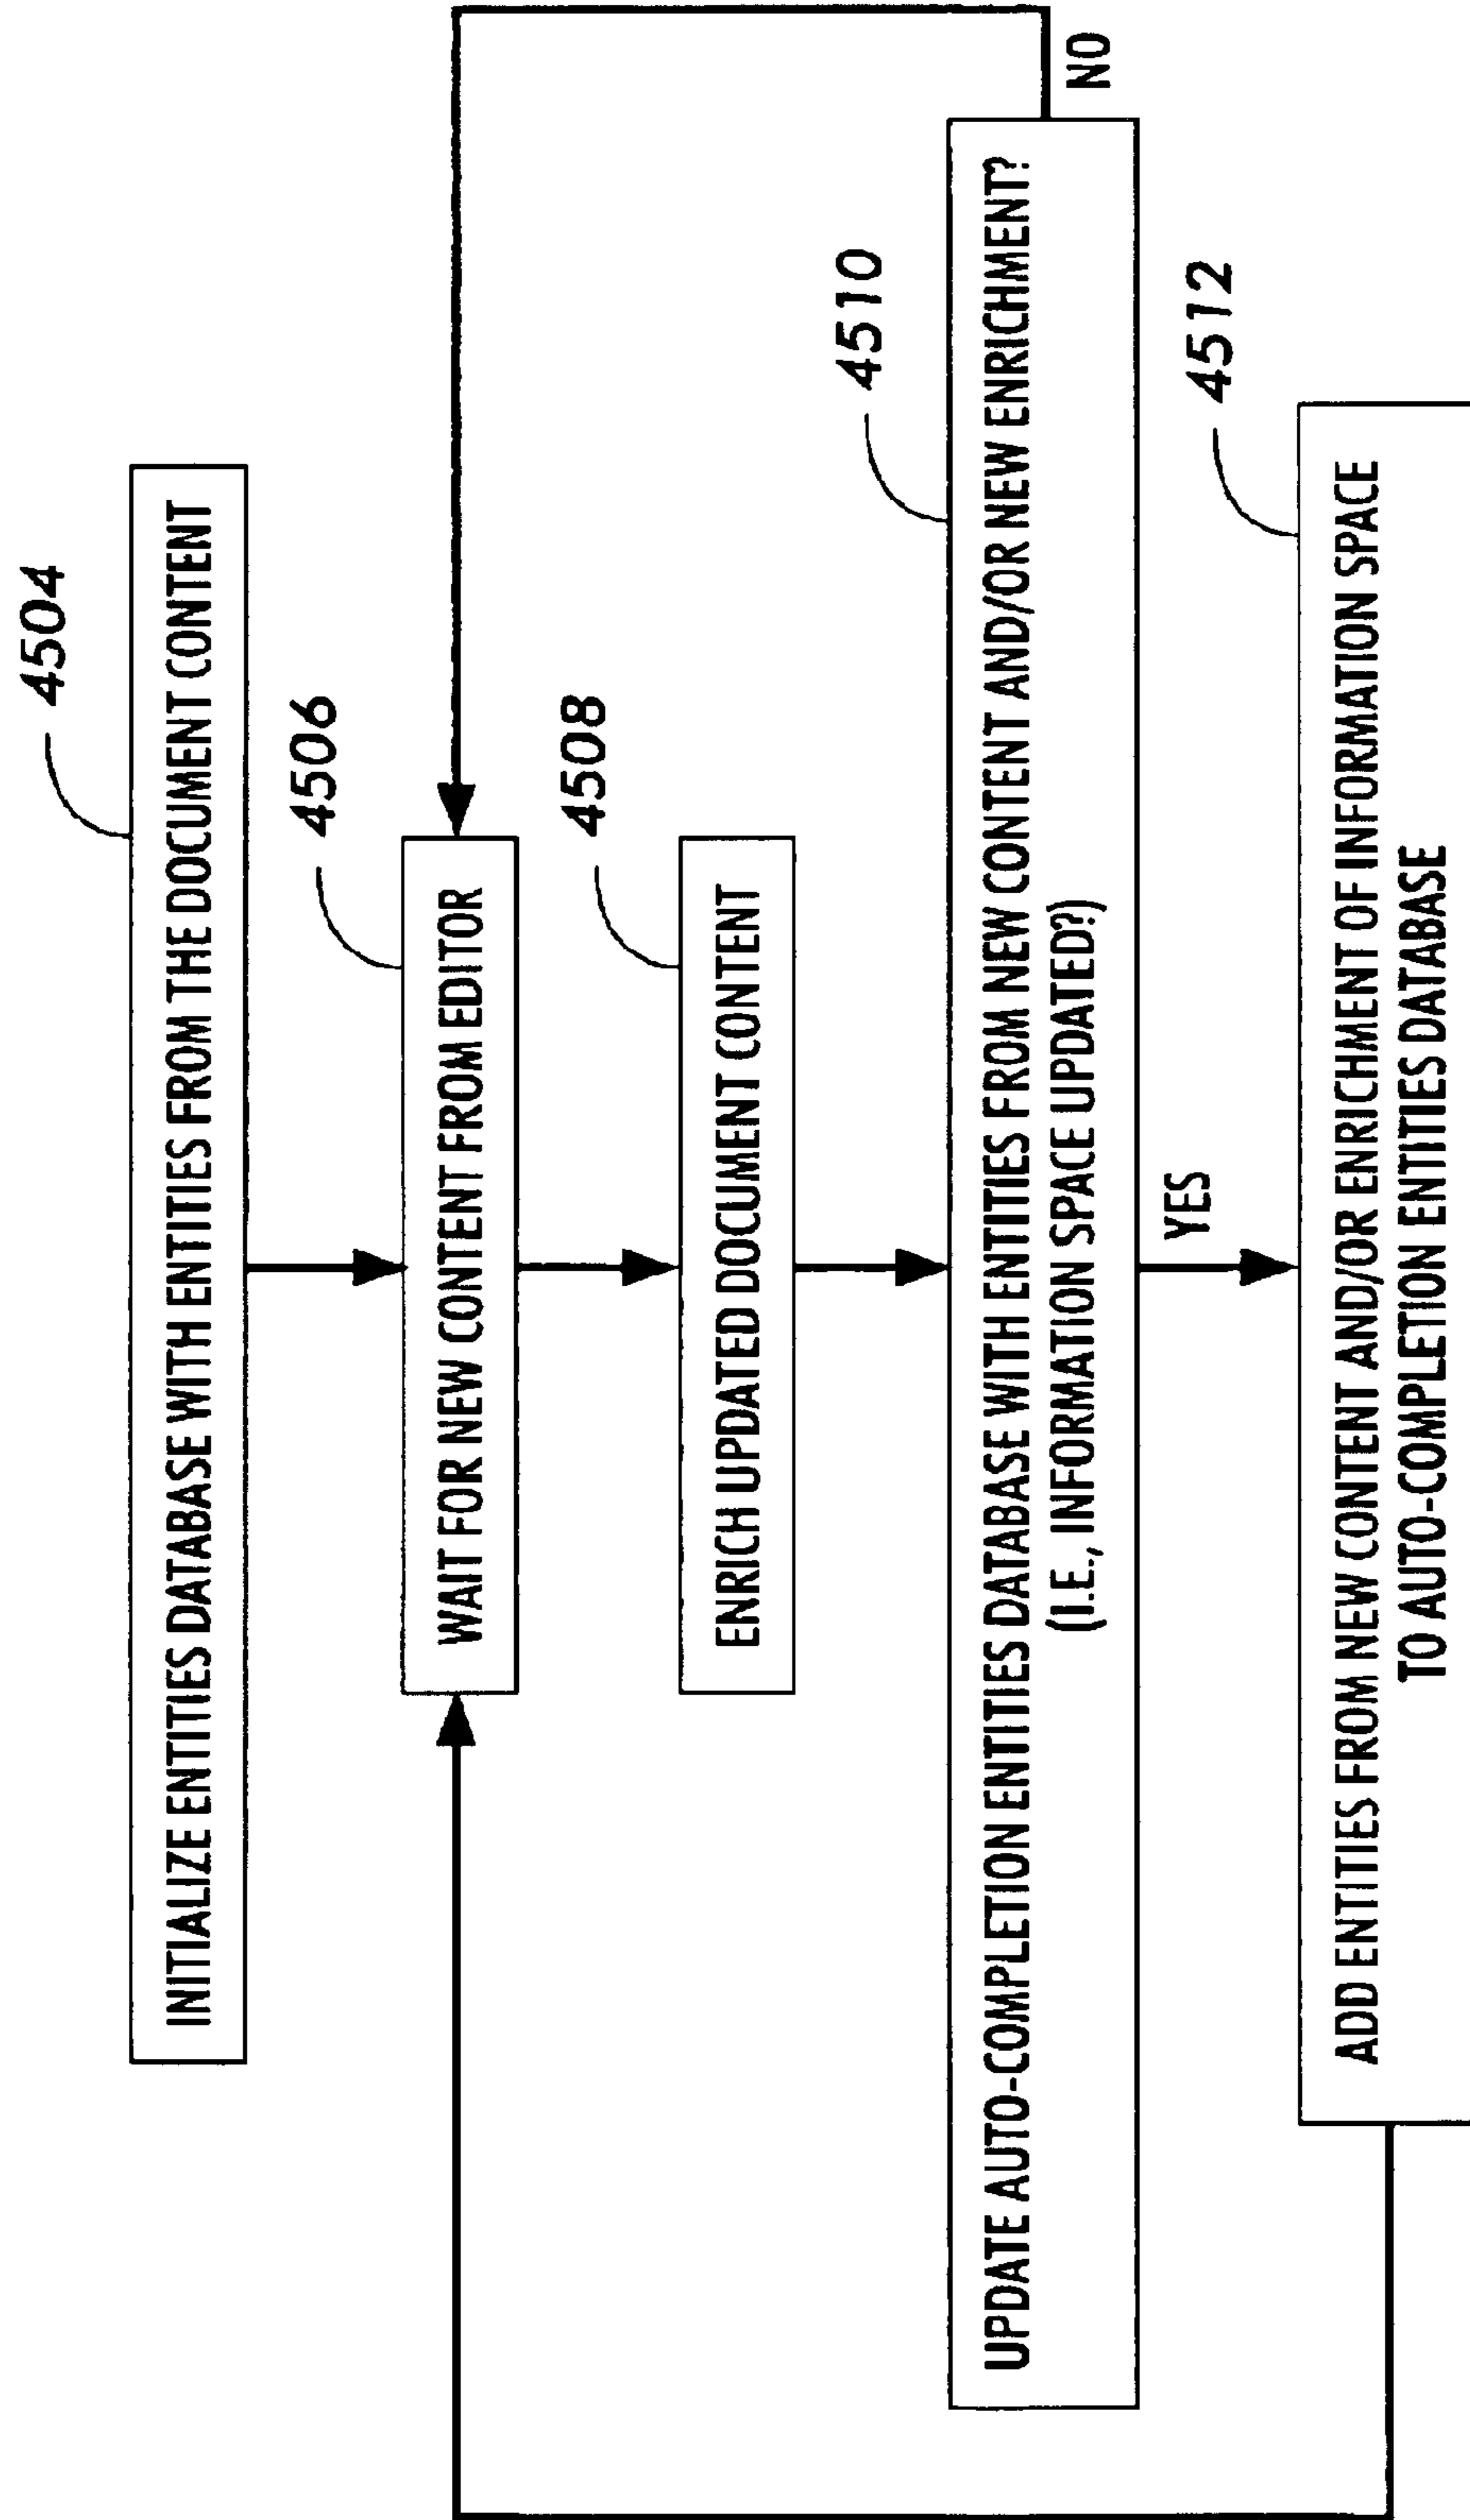 4504
INITIALIZE ENTITIES DATABASE WITH ENTITIES FROM THE DOCUMENT CONTENT
4506
WAIT FOR NEW CONTENT FROM EDITOR
4508
ENRICH UPDATED DOCUMENT CONTENT
4510
UPDATE AUTO-COMPLETION ENTITIES DATABASE WITH ENTITIES FROM NEW CONTENT AND/OR NEW ENRICHMENT?
(I.E., INFORMATION SPACE UPDATED?)
NO
YES
4512
ADD ENTITIES FROM NEW CONTENT AND/OR ENRICHMENT OF INFORMATION SPACE
TO AUTO-COMPLETION ENTITIES DATABASE